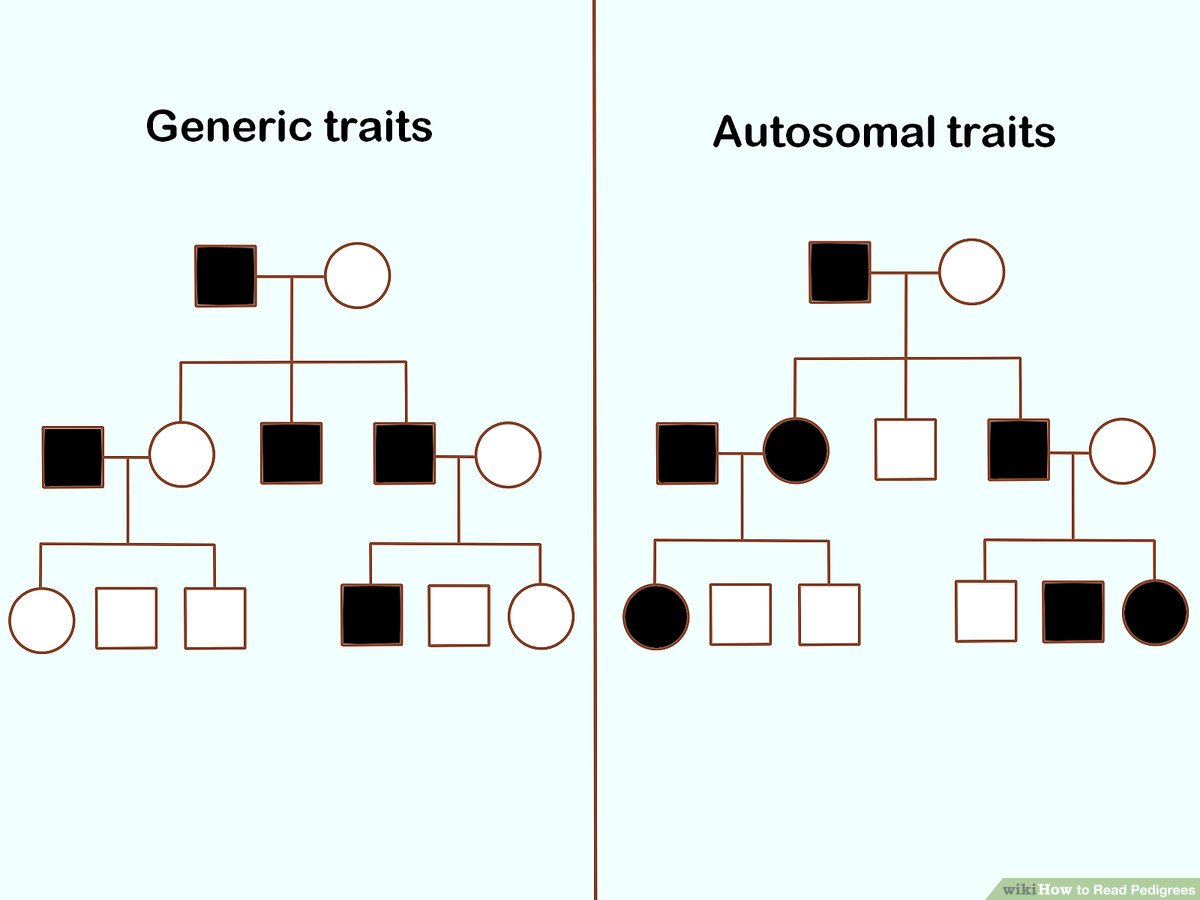 Generic traits
Autosomal traits
wikiHow to Read Pedigrees